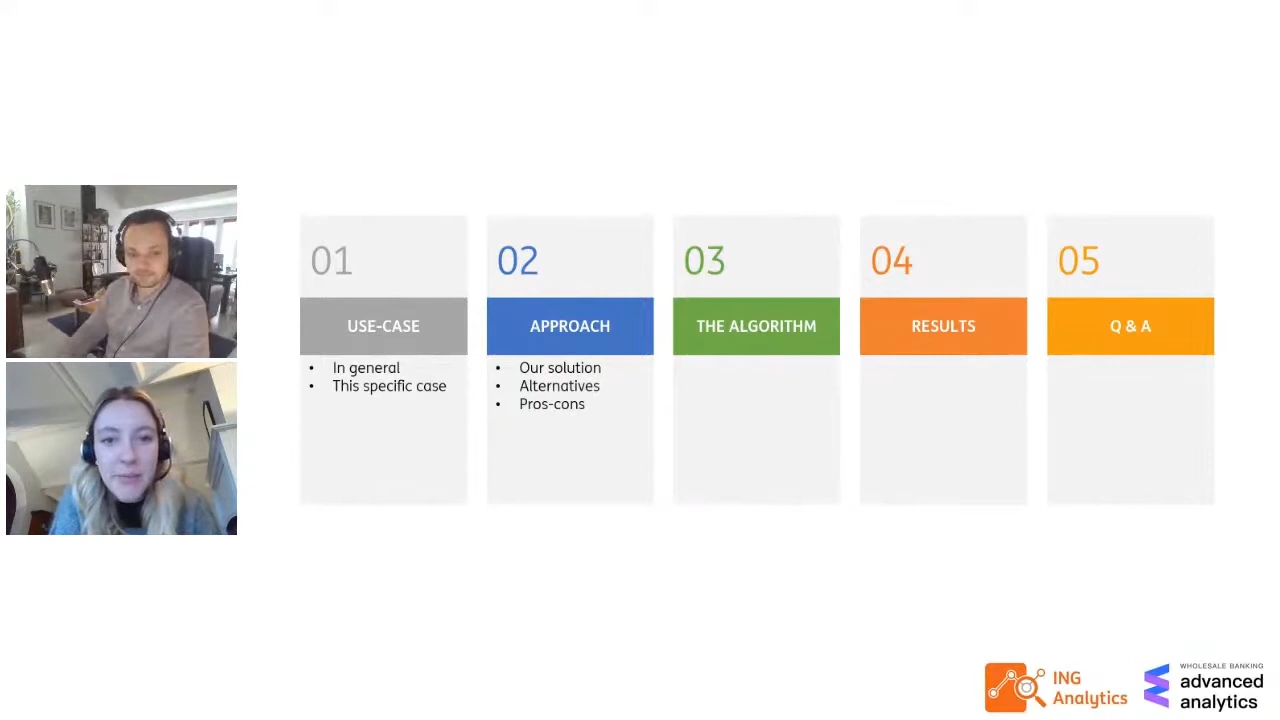 01
USE-CASE
• In general
• This specific case
02
APPROACH
• Our solution
• Alternatives
• Pros-cons
03
THE ALGORITHM
04
RESULTS
05
Q & A
ING
Analytics
WHOLESALE BANKING
advanced
analytics